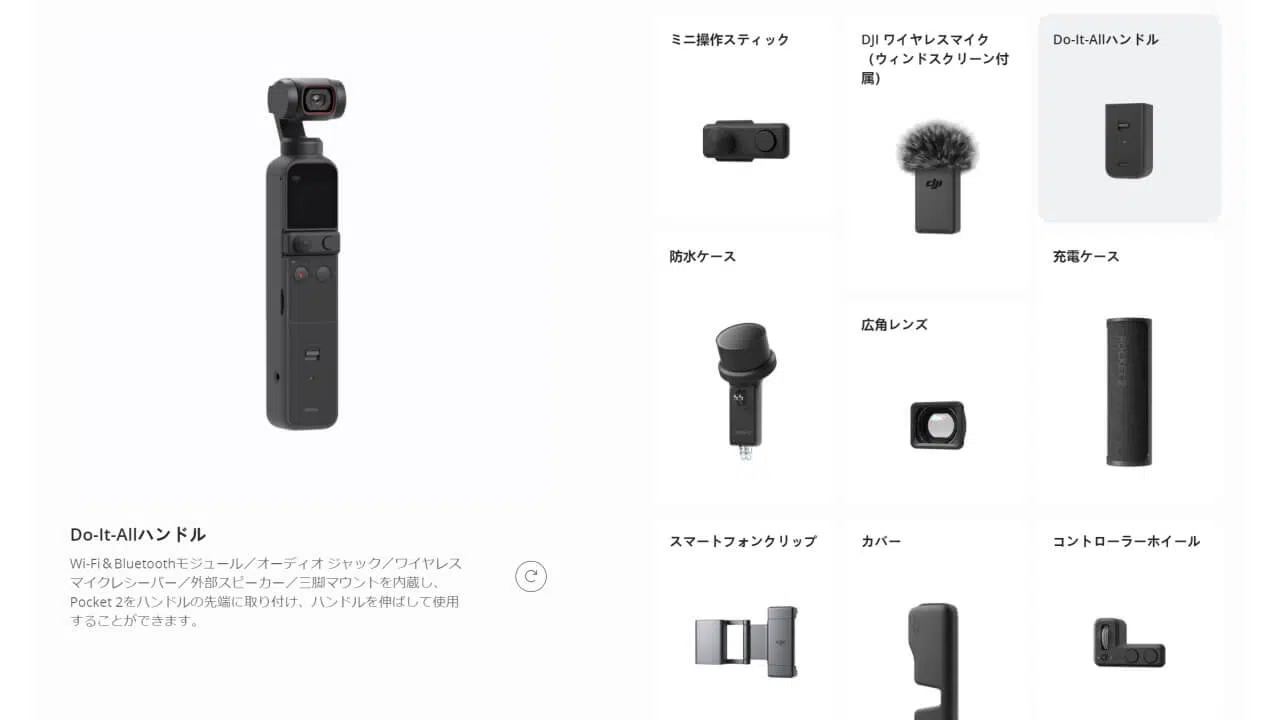 Do-It-Allハンドル
Wi-Fi＆Bluetoothモジュール／オーディオ ジャック／ワイヤレス
マイクレシーバー／外部スピーカー／三脚マウントを内蔵し、
Pocket 2をハンドルの先端に取り付け、ハンドルを伸ばして使用
することができます。
ミニ操作スティック
DJI ワイヤレスマイク
（ウィンドスクリーン付
属）
dji
Do-It-Allハンドル
防水ケース
広角レンズ
充電ケース
POCKET 2
スマートフォンクリップ
カバー
コントローラーホイール